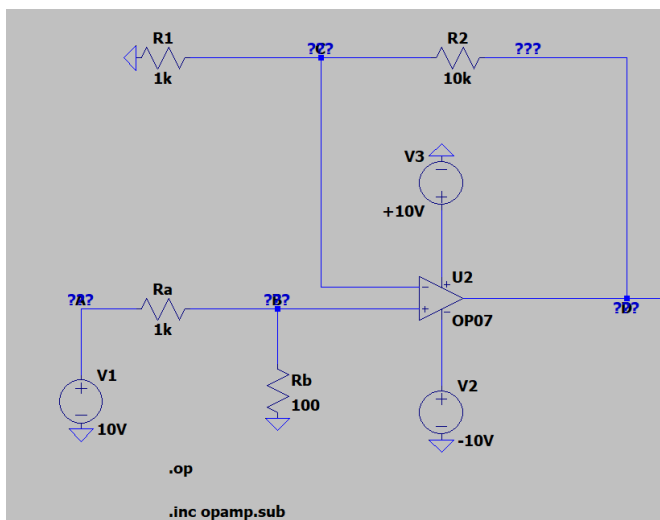 R1
1k
???
R2
10k
???
V3
+10V
U2
OP07
???
Ra
1k
???
???
V1
10V
Rb
100
V2
-10V
.op
.inc opamp.sub